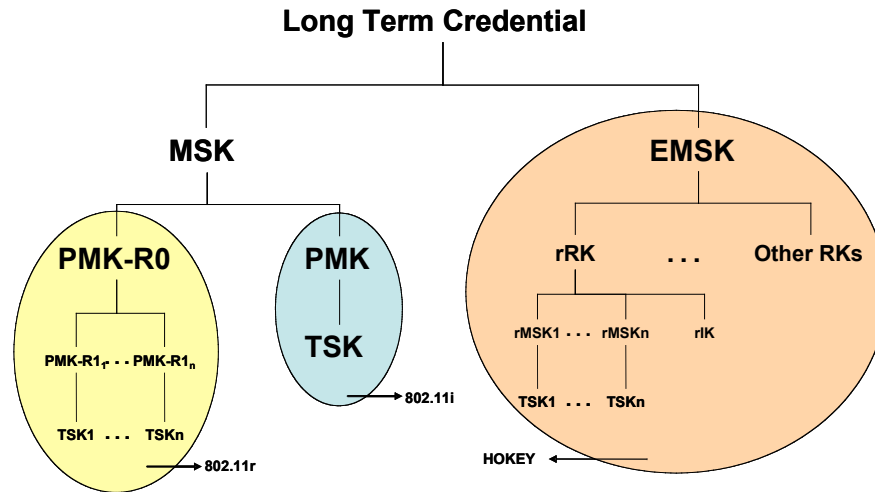 Long Term Credential
MSK EMSK
PMK-R0 PMK rRK . . . Other RKs
rMSK1 . . . rMSKn rIK
TSK
PMK-R1₁ . . . PMK-R1ₙ
802.11i TSK1 . . . TSKn
TSK1 . . . TSKn
802.11r HOKEY